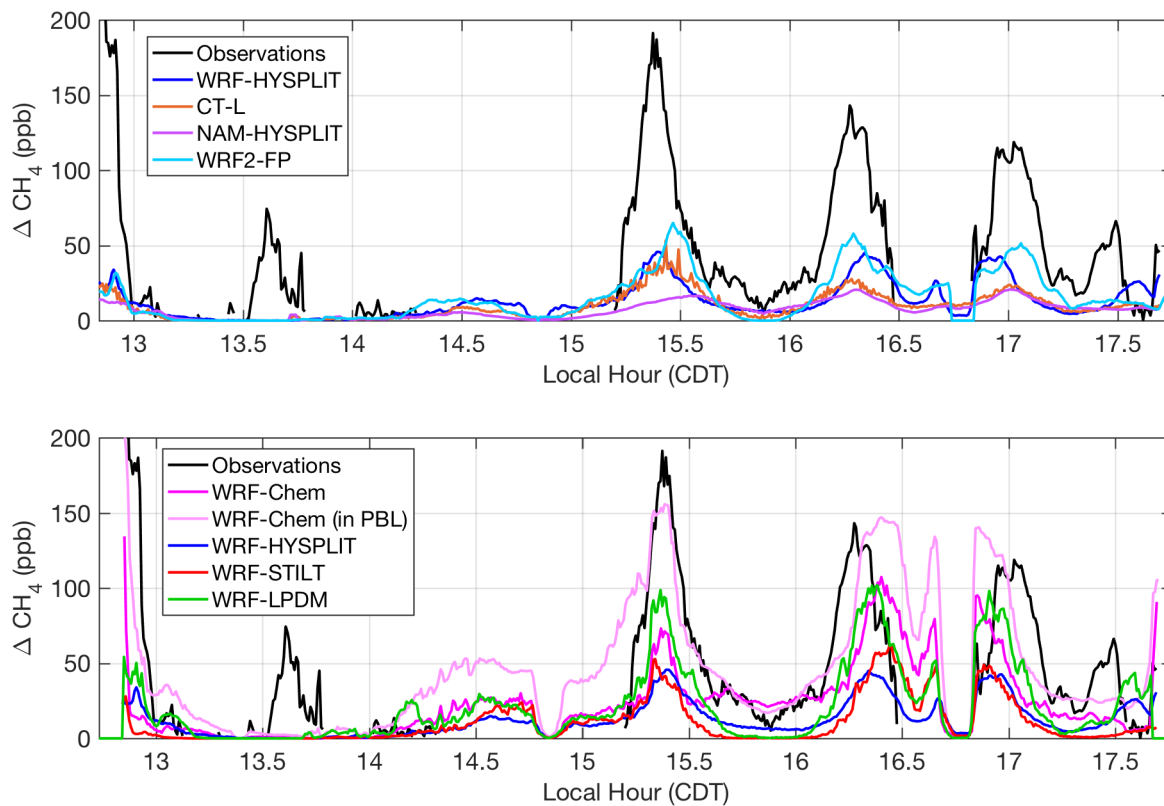 200
150
100
50
0
Δ CH4 (ppb)
Observations
WRF-HYSPLIT
CT-L
NAM-HYSPLIT
WRF2-FP
13 13.5 14 14.5 15 15.5 16 16.5 17 17.5
Local Hour (CDT)
200
150
100
50
0
Δ CH4 (ppb)
Observations
WRF-Chem
WRF-Chem (in PBL)
WRF-HYSPLIT
WRF-STILT
WRF-LPDM
13 13.5 14 14.5 15 15.5 16 16.5 17 17.5
Local Hour (CDT)